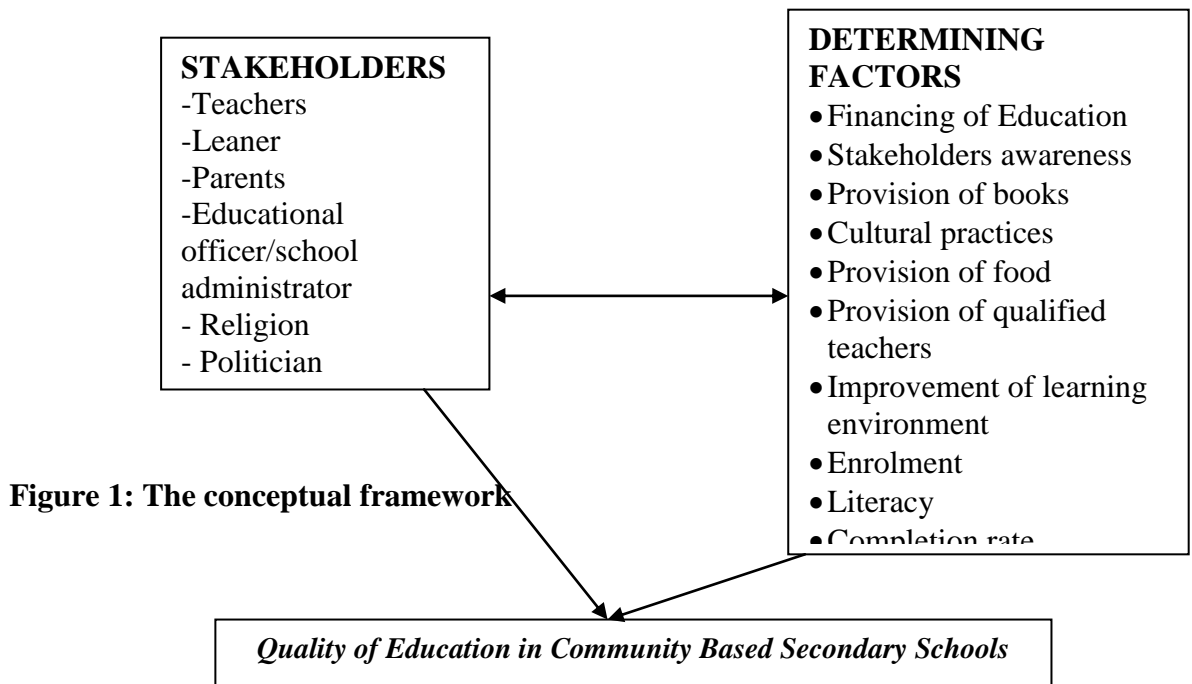 STAKEHOLDERS
-Teachers
-Leaner
-Parents
-Educational
officer/school
administrator
- Religion
- Politician
DETERMINING
FACTORS
•Financing of Education
•Stakeholders awareness
•Provision of books
•Cultural practices
•Provision of food
•Provision of qualified
teachers
•Improvement of learning
environment
•Enrolment
•Literacy
•Completion rate
Figure 1: The conceptual framework
Quality of Education in Community Based Secondary Schools